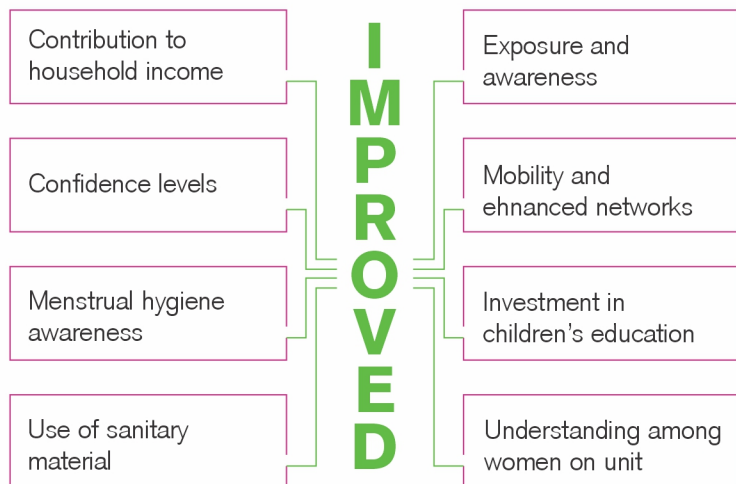 Contribution to
household income
Confidence levels
Menstrual hygiene
awareness
Use of sanitary
material
IMPROVED
Exposure and
awareness
Mobility and
ehnanced networks
Investment in
children’s education
Understanding among
women on unit